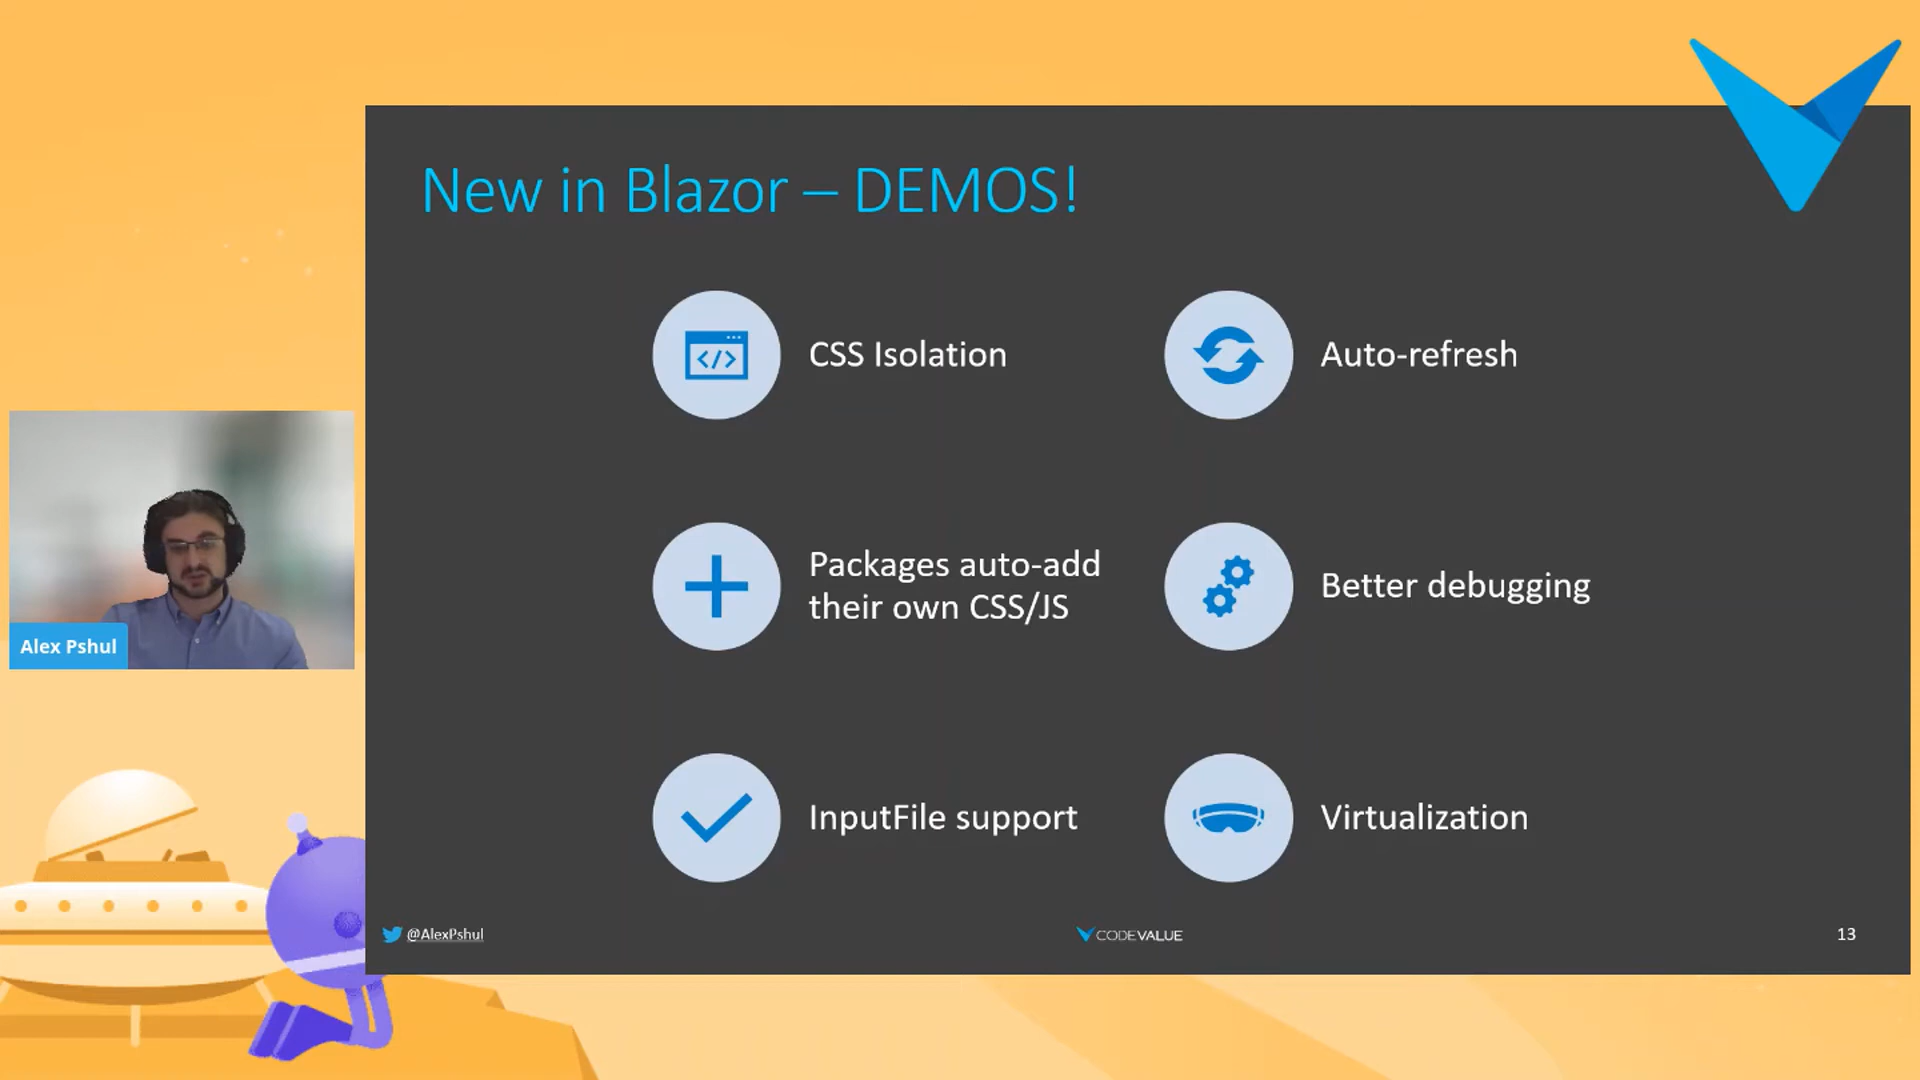 New in Blazor – DEMOS!
</>
CSS Isolation
Auto-refresh
Packages auto-add
their own CSS/JS
Better debugging
InputFile support
Virtualization
Alex Pshul
@AlexPshul
CODEVALUE
13